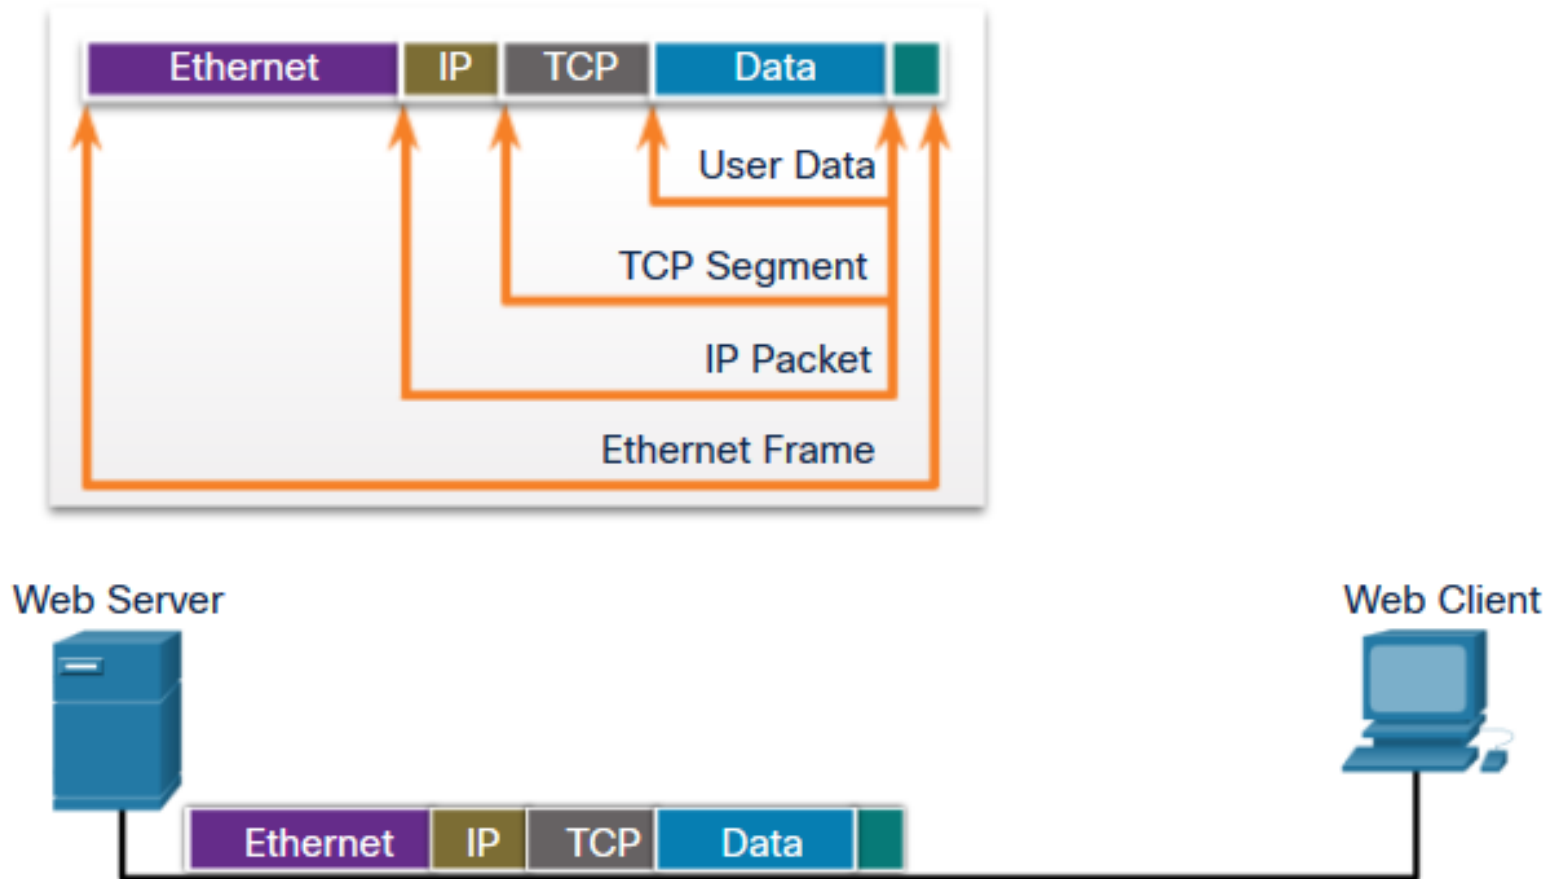 Ethernet IP TCP Data
User Data
TCP Segment
IP Packet
Ethernet Frame
Web Server
Web Client
Ethernet IP TCP Data